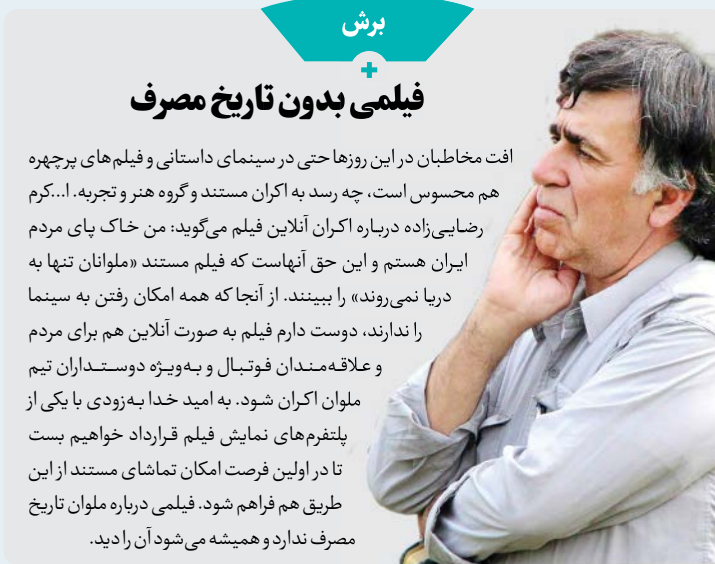 برش
+
فیلمی بدون تاریخ مصرف
افت مخاطبان در این روزها حتی در سینمای داستانی و فیلم‌های پرچهره
هم محسوس است، چه رسد به اکران مستند و گروه هنر و تجربه. ا...کرم
رضایی‌زاده درباره اکران آنلاین فیلم می‌گوید: من خاک پای مردم
ایران هستم و این حق آنهاست که فیلم مستند «ملوانان تنها به
دریا نمی‌روند» را ببینند. از آنجا که همه امکان رفتن به سینما
را ندارند، دوست دارم فیلم به صورت آنلاین هم برای مردم
و علاقه‌مندان فوتبال و به‌ویژه دوستداران تیم
ملوان اکران شود. به امید خدا به‌زودی با یکی از
پلتفرم‌های نمایش فیلم قرارداد خواهیم بست
تا در اولین فرصت امکان تماشای مستند از این
طریق هم فراهم شود. فیلمی درباره ملوان تاریخ
مصرف ندارد و همیشه می‌شود آن را دید.